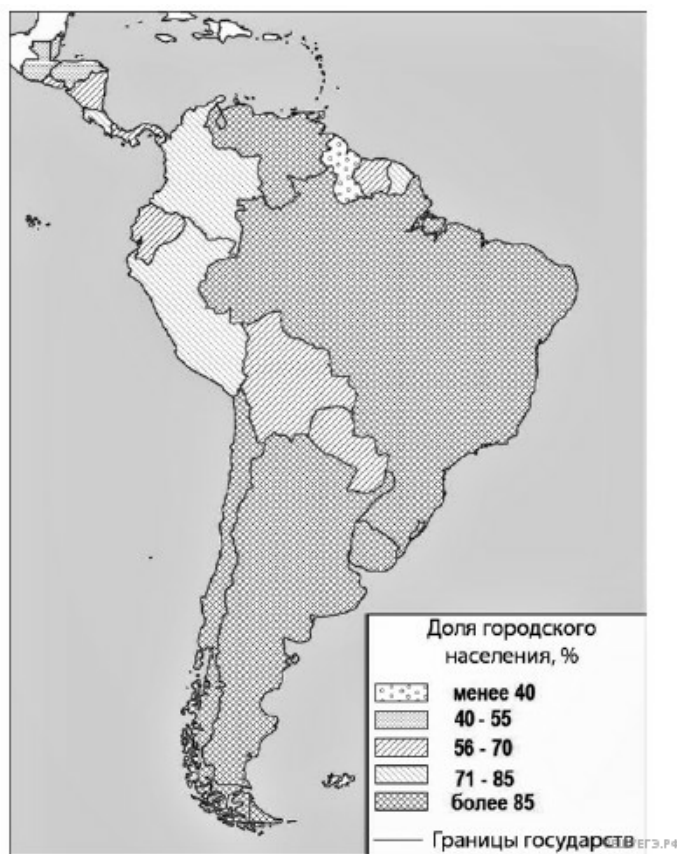 Доля городского
населения, %
менее 40
40 - 55
56 - 70
71 - 85
более 85
Границы государств